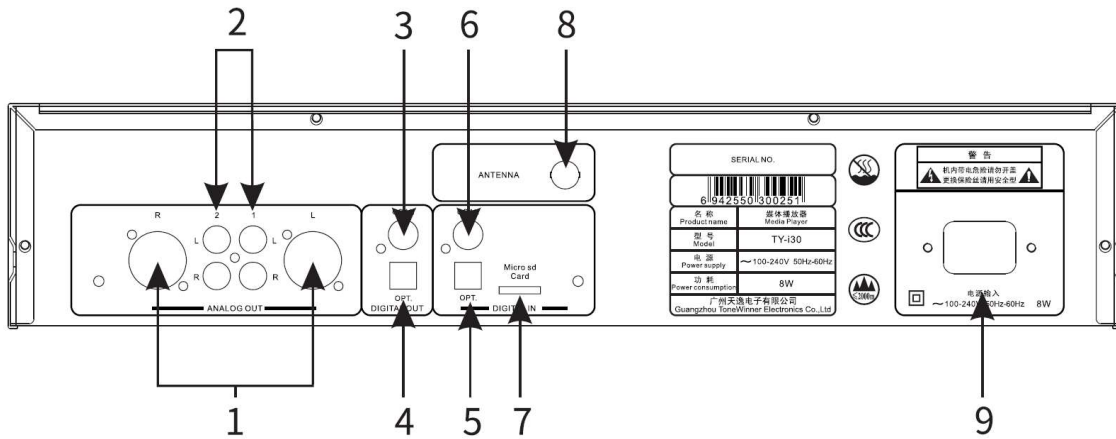 2
3
6
8
ANTENNA
R
2
1
L
L
L
R
R
ANALOG OUT
OPT.
DIGITAL OUT
Micro sd
Card
OPT.
DIGITAL IN
SERIAL NO.
6 942550 300251
名 称
Product name
媒体播放器
Media Player
型 号
Model
TY-i30
电 源
Power supply
～100-240V 50Hz-60Hz
功 耗
Power consumption
8W
广州天逸电子有限公司
Guangzhou ToneWinner Electronics Co.,Ltd
CCC
≤2000m
警 告
机内带电危险请勿开盖
更换保险丝请用安全型
电源输入
～100-240V 50Hz-60Hz 8W
1
4
5
7
9